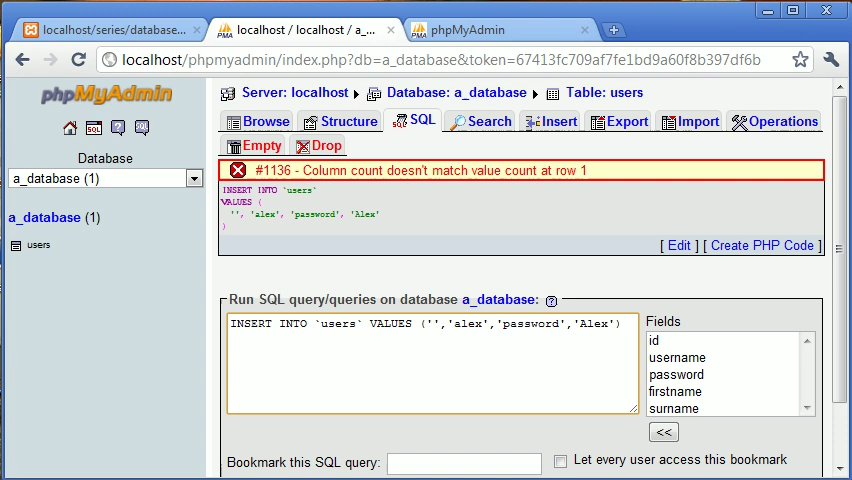 localhost/series/database...
localhost / localhost / a_...
phpMyAdmin
localhost/phpmyadmin/index.php?db=a_database&token=67413fc709af7fe1bd9a60f8b397df6b
phpMyAdmin
Server: localhost Database: a_database Table: users
Browse Structure SQL Search Insert Export Import Operations
Empty Drop
SQL
Database
a_database (1)
a_database (1)
users
#1136 - Column count doesn't match value count at row 1
INSERT INTO `users`
VALUES (
'', 'alex', 'password', 'Alex'
)
[ Edit ] [ Create PHP Code ]
Run SQL query/queries on database a_database:
INSERT INTO `users` VALUES ('','alex','password','Alex')
Fields
id
username
password
firstname
surname
<<
Bookmark this SQL query:
Let every user access this bookmark